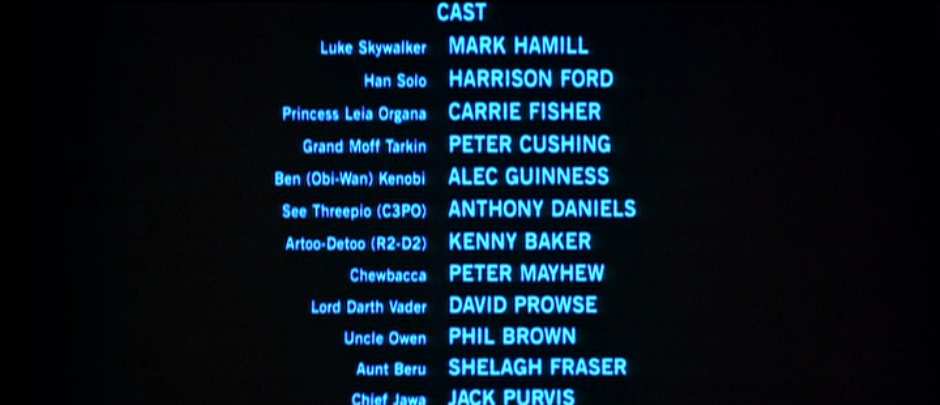 CAST
Luke Skywalker MARK HAMILL
Han Solo HARRISON FORD
Princess Leia Organa CARRIE FISHER
Grand Moff Tarkin PETER CUSHING
Ben (Obi-Wan) Kenobi ALEC GUINNESS
See Threepio (C3PO) ANTHONY DANIELS
Artoo-Detoo (R2-D2) KENNY BAKER
Chewbacca PETER MAYHEW
Lord Darth Vader DAVID PROWSE
Uncle Owen PHIL BROWN
Aunt Beru SHELAGH FRASER
Chief Jawa JACK PURVIS